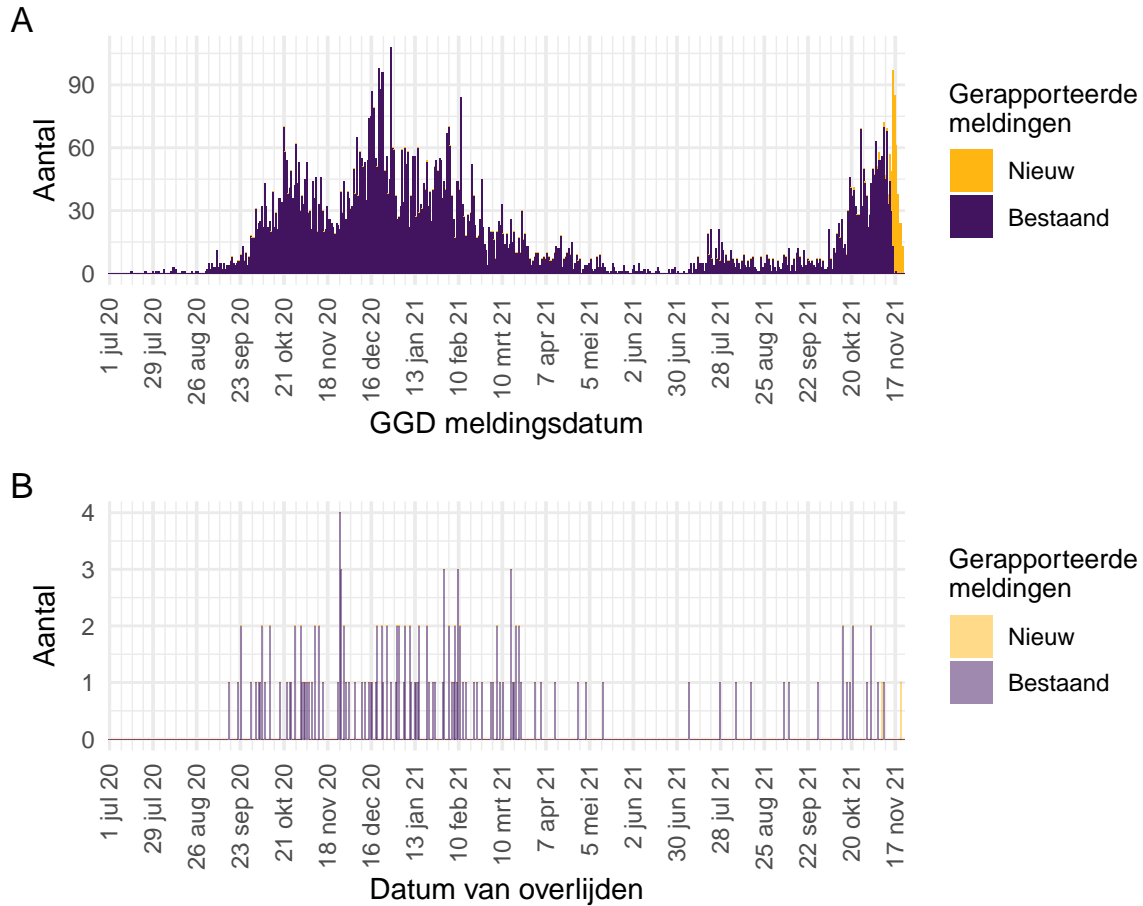 A
90
60
30
0
Aantal
1 jul 20
29 jul 20
26 aug 20
23 sep 20
21 okt 20
18 nov 20
16 dec 20
13 jan 21
10 feb 21
10 mrt 21
7 apr 21
5 mei 21
2 jun 21
30 jun 21
28 jul 21
25 aug 21
22 sep 21
20 okt 21
17 nov 21
GGD meldingsdatum
Gerapporteerde
meldingen
Nieuw
Bestaand
B
4
3
2
1
0
Aantal
1 jul 20
29 jul 20
26 aug 20
23 sep 20
21 okt 20
18 nov 20
16 dec 20
13 jan 21
10 feb 21
10 mrt 21
7 apr 21
5 mei 21
2 jun 21
30 jun 21
28 jul 21
25 aug 21
22 sep 21
20 okt 21
17 nov 21
Datum van overlijden
Gerapporteerde
meldingen
Nieuw
Bestaand